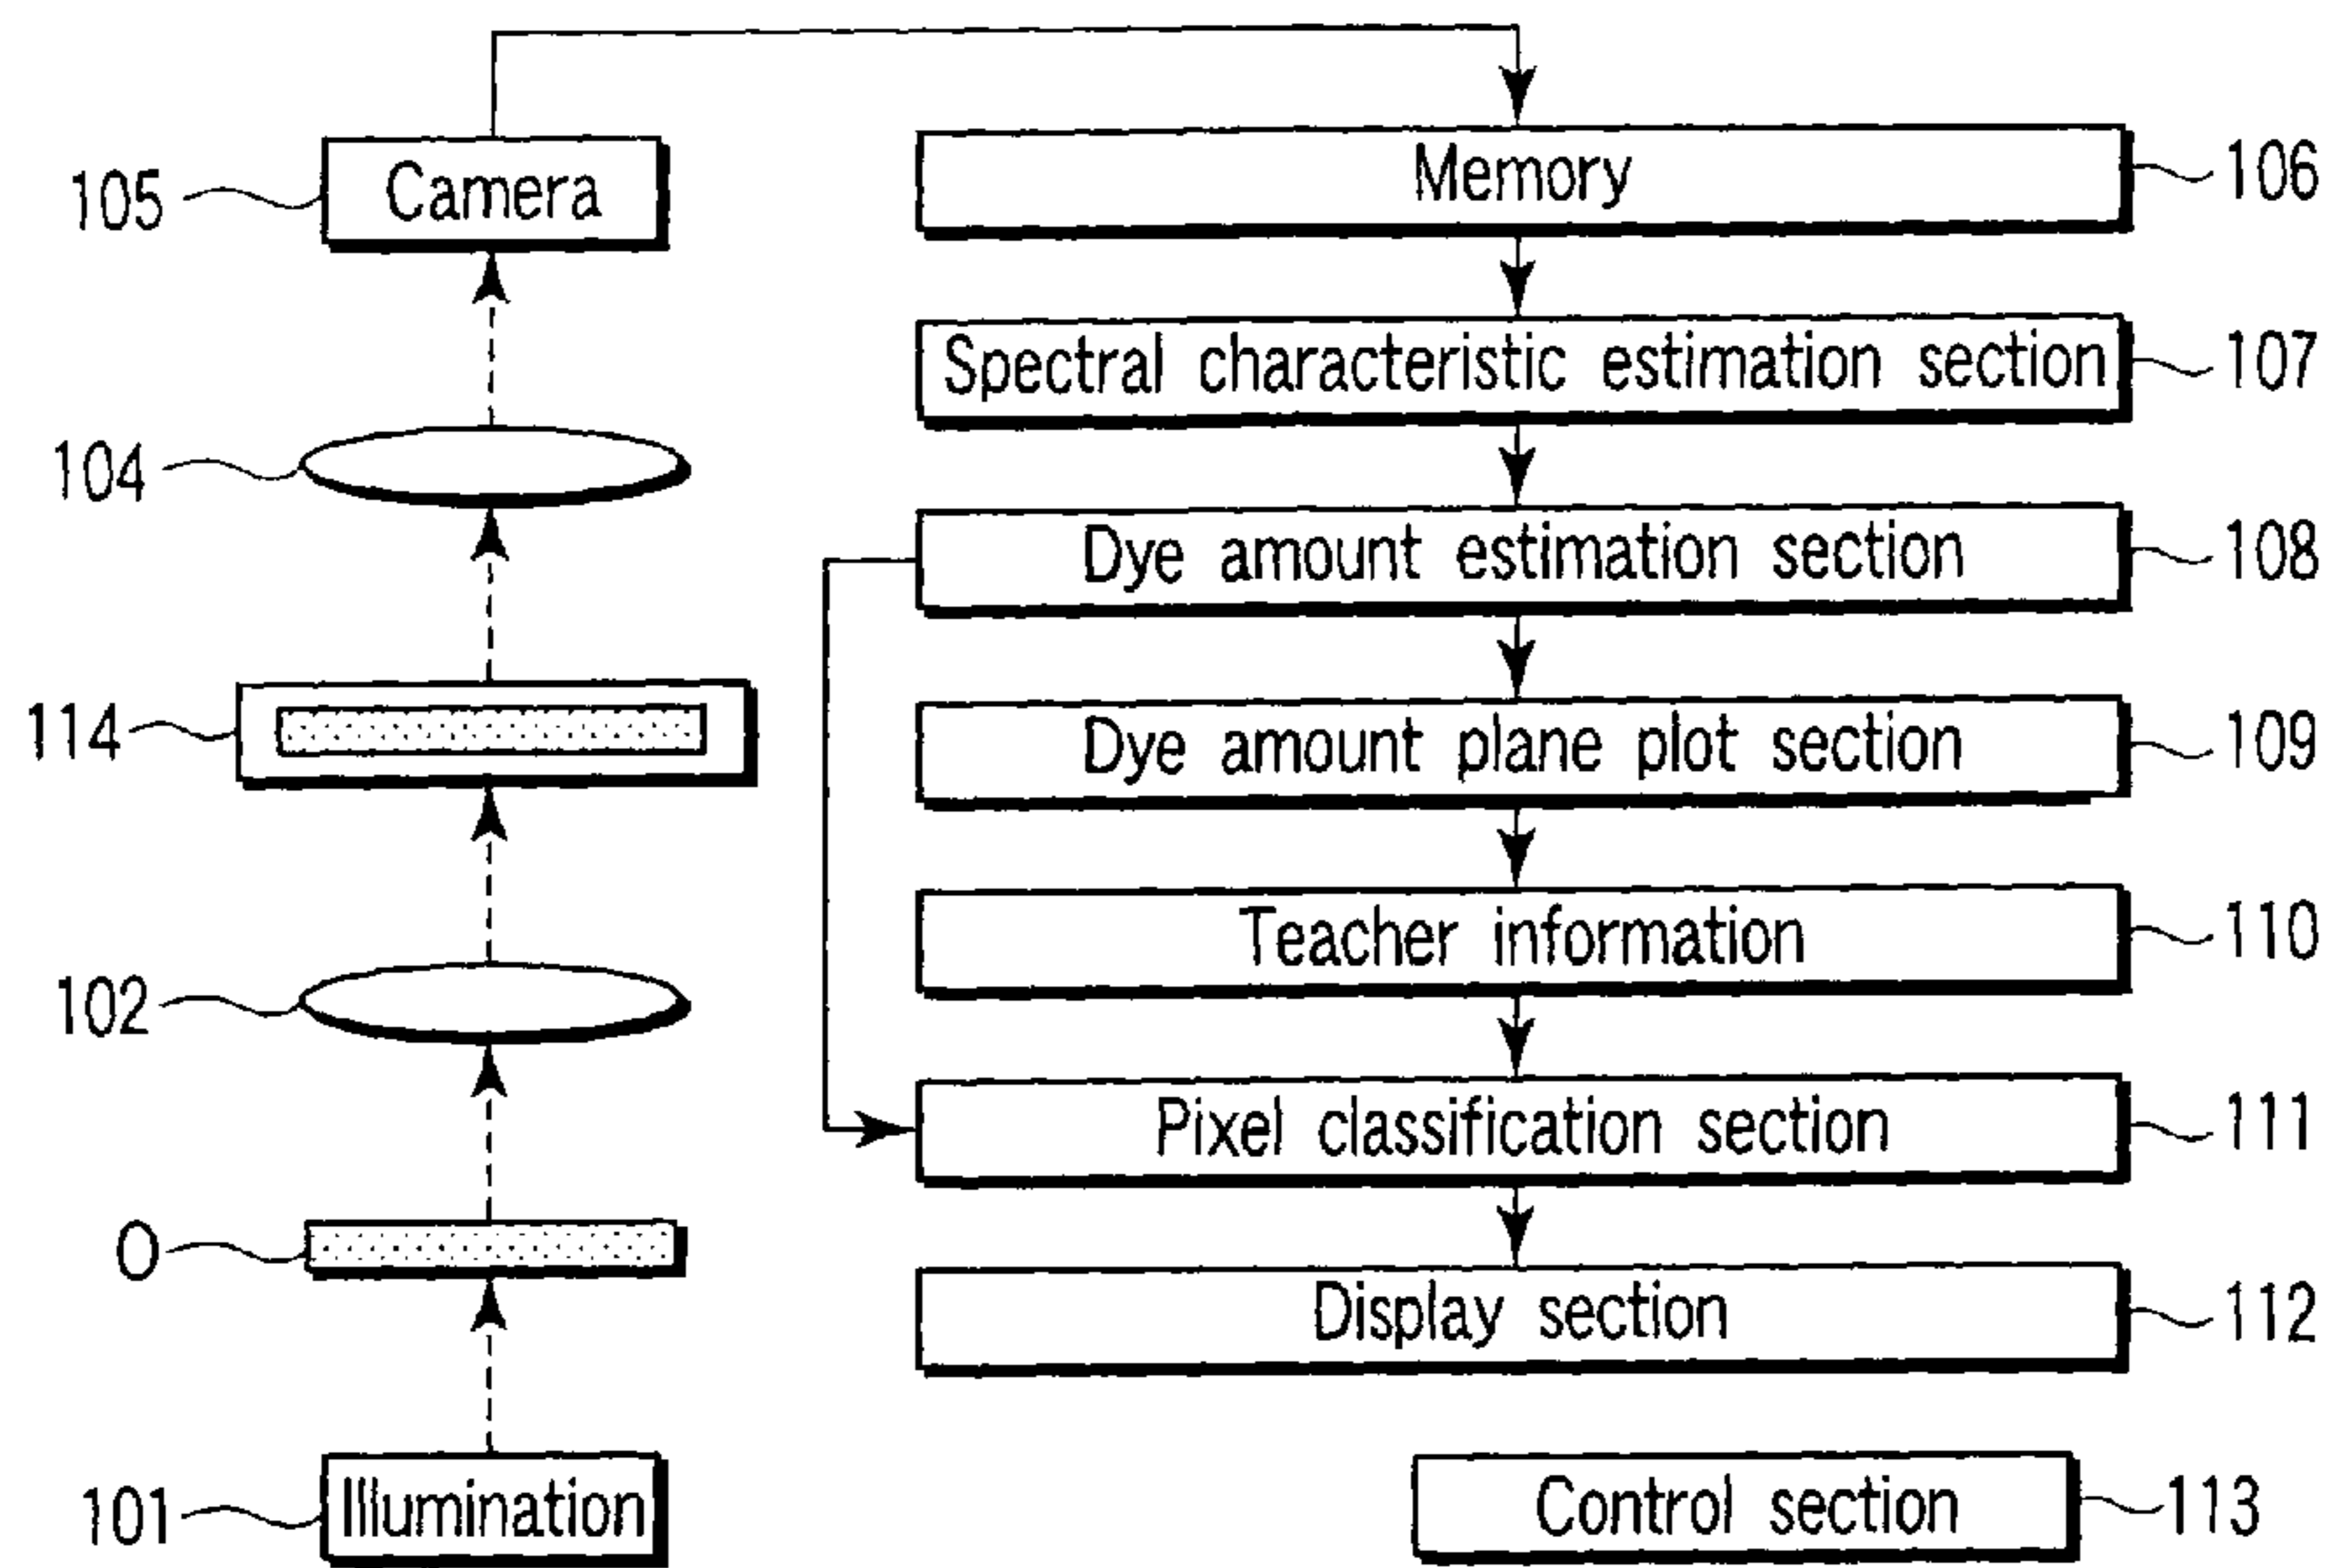 Camera
105
Memory
106
Spectral characteristic estimation section
107
104
Dye amount estimation section
108
114
Dye amount plane plot section
109
Teacher information
110
102
Pixel classification section
111
O
Display section
112
101
Illumination
Control section
113